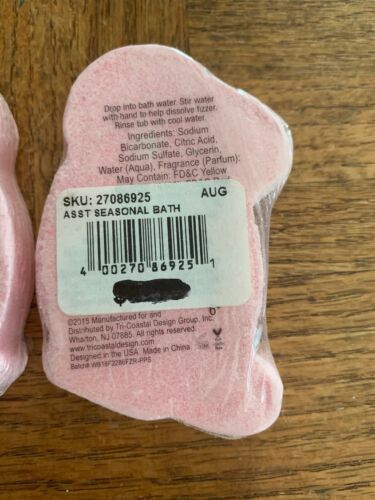 Drop into bath water. Stir water
with hand to help dissolve fizzer.
Rinse tub with cool water.
Ingredients: Sodium
Bicarbonate, Citric Acid,
Sodium Sulfate, Glycerin,
Water (Aqua), Fragrance (Parfum).
May Contain: FD&C Yellow
SKU: 27086925 AUG
ASST SEASONAL BATH
4 00270 86925 1
©2015 Manufactured for and
Distributed by Tri-Coastal Design Group, Inc.
Wharton, NJ 07885. All rights reserved.
www.tricoastaldesign.com
Designed in the USA. Made in China.
Batch# WB16F2286FZR-PPS